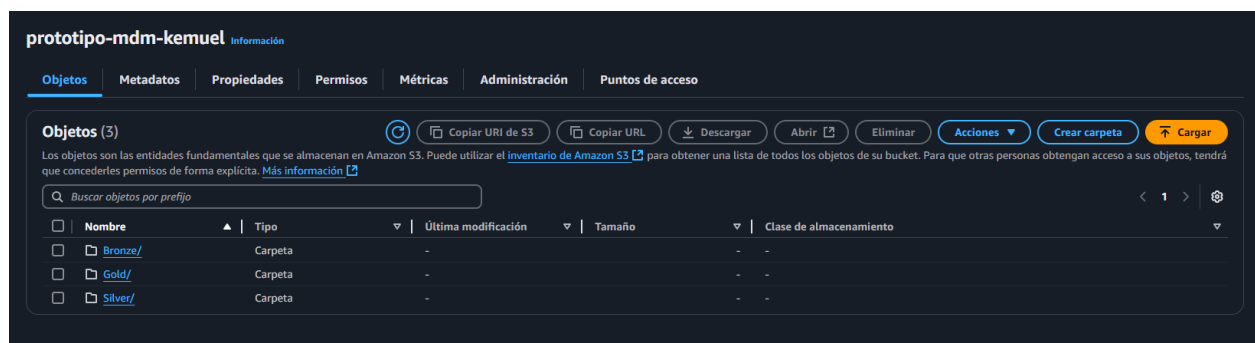 prototipo-mdm-kemuel Información
Objetos Metadatos Propiedades Permisos Métricas Administración Puntos de acceso
Objetos (3) Copiar URI de S3 Copiar URL Descargar Abrir Eliminar Acciones Crear carpeta Cargar
Los objetos son las entidades fundamentales que se almacenan en Amazon S3. Puede utilizar el inventario de Amazon S3 para obtener una lista de todos los objetos de su bucket. Para que otras personas obtengan acceso a sus objetos, tendrá
que concederles permisos de forma explícita. Más información
Buscar objetos por prefijo 1
Nombre Tipo Última modificación Tamaño Clase de almacenamiento
Bronze/ Carpeta - - -
Gold/ Carpeta - - -
Silver/ Carpeta - - -